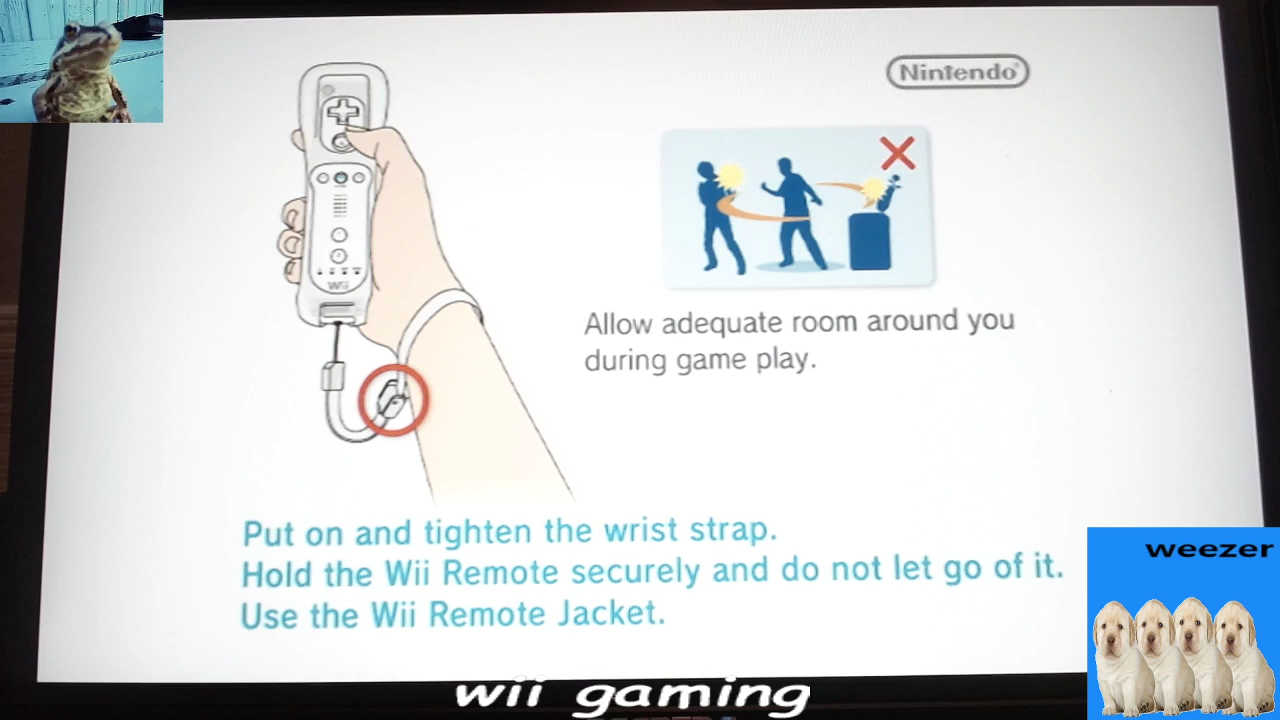 Nintendo
Wii
Allow adequate room around you
during game play.
Put on and tighten the wrist strap.
Hold the Wii Remote securely and do not let go of it.
Use the Wii Remote Jacket.
weezer
wii gaming